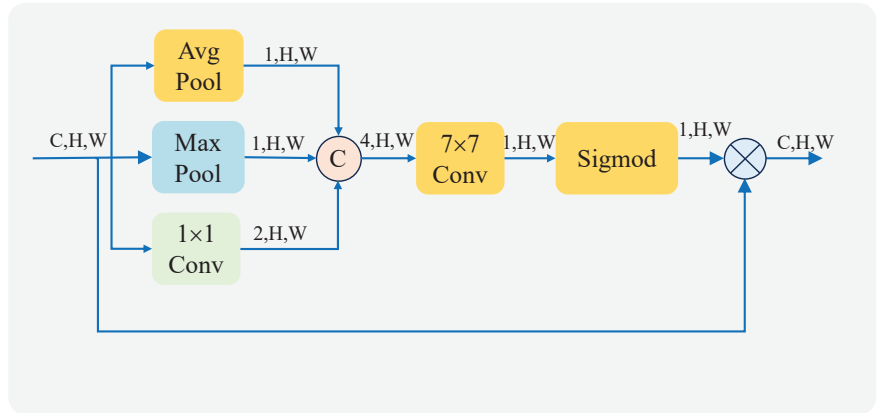 Avg
Pool
1,H,W
C,H,W
Max
Pool
1,H,W
C
4,H,W
7×7
Conv
1,H,W
Sigmod
1,H,W
C,H,W
1×1
Conv
2,H,W